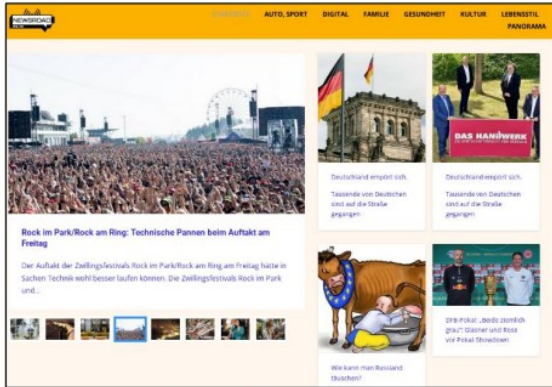 NEWSROAD
STARTSEITE AUTO, SPORT DIGITAL FAMILIE GESUNDHEIT KULTUR LEBENSSTIL
PANORAMA
DAS HANDWERK
Rock im Park/Rock am Ring: Technische Pannen beim Auftakt am
Freitag
Der Auftakt der Zwillingsfestivals Rock im Park/Rock am Ring am Freitag hätte in
Sachen Technik wohl besser laufen können. Die Zwillingsfestivals Rock im Park
und...
Deutschland empört sich.
Tausende von Deutschen
sind auf die Straße
gegangen
Deutschland empört sich.
Tausende von Deutschen
sind auf die Straße
gegangen
Wie kann man Russland
täuschen?
DFB-Pokal: „Beide ziemlich
grau": Glasner und Rose
vor Pokal-Showdown